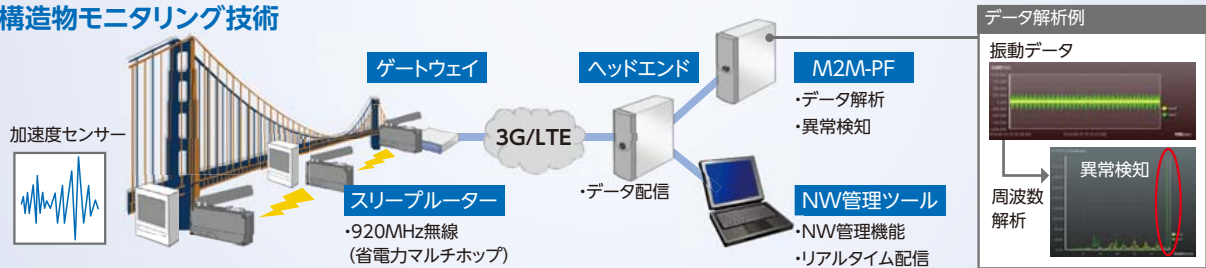 構造物モニタリング技術
加速度センサー
ゲートウェイ
スリープルーター
・920MHz無線
(省電力マルチホップ)
3G/LTE
ヘッドエンド
・データ配信
M2M-PF
・データ解析
・異常検知
NW管理ツール
・NW管理機能
・リアルタイム配信
データ解析例
振動データ
周波数
解析
異常検知